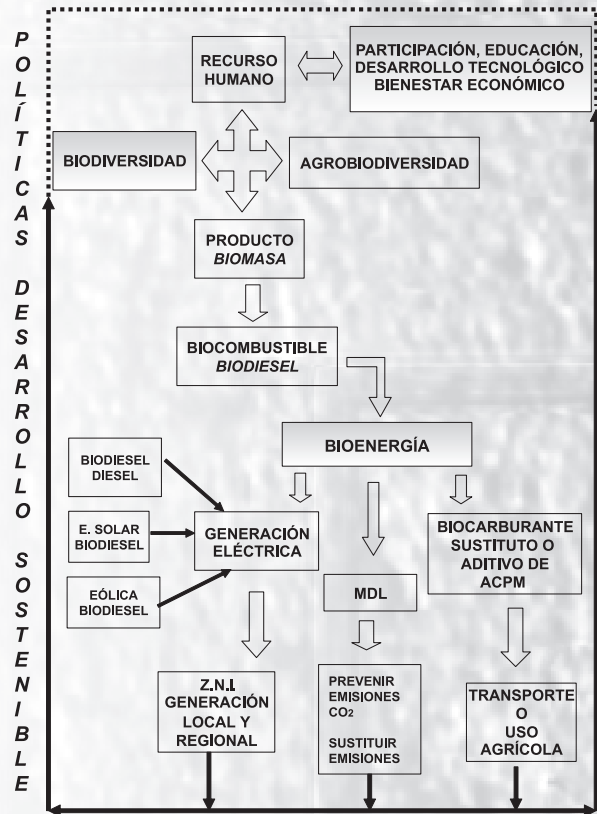 POLÍTICAS DESARROLLO SOSTENIBLE
RECURSO
HUMANO
PARTICIPACIÓN, EDUCACIÓN,
DESARROLLO TECNOLÓGICO
BIENESTAR ECONÓMICO
BIODIVERSIDAD
AGROBIODIVERSIDAD
PRODUCTO
BIOMASA
BIOCOMBUSTIBLE
BIODIESEL
BIOENERGÍA
BIODIESEL
DIESEL
E. SOLAR
BIODIESEL
EÓLICA
BIODIESEL
GENERACIÓN
ELÉCTRICA
MDL
BIOCARBURANTE
SUSTÍTUTO O
ADITIVO DE
ACPM
Z.N.I.
GENERACIÓN
LOCAL Y
REGIONAL
PREVENIR
EMISIONES
CO2
SUSTITUIR
EMISIONES
TRANSPORTE
O
USO
AGRÍCOLA